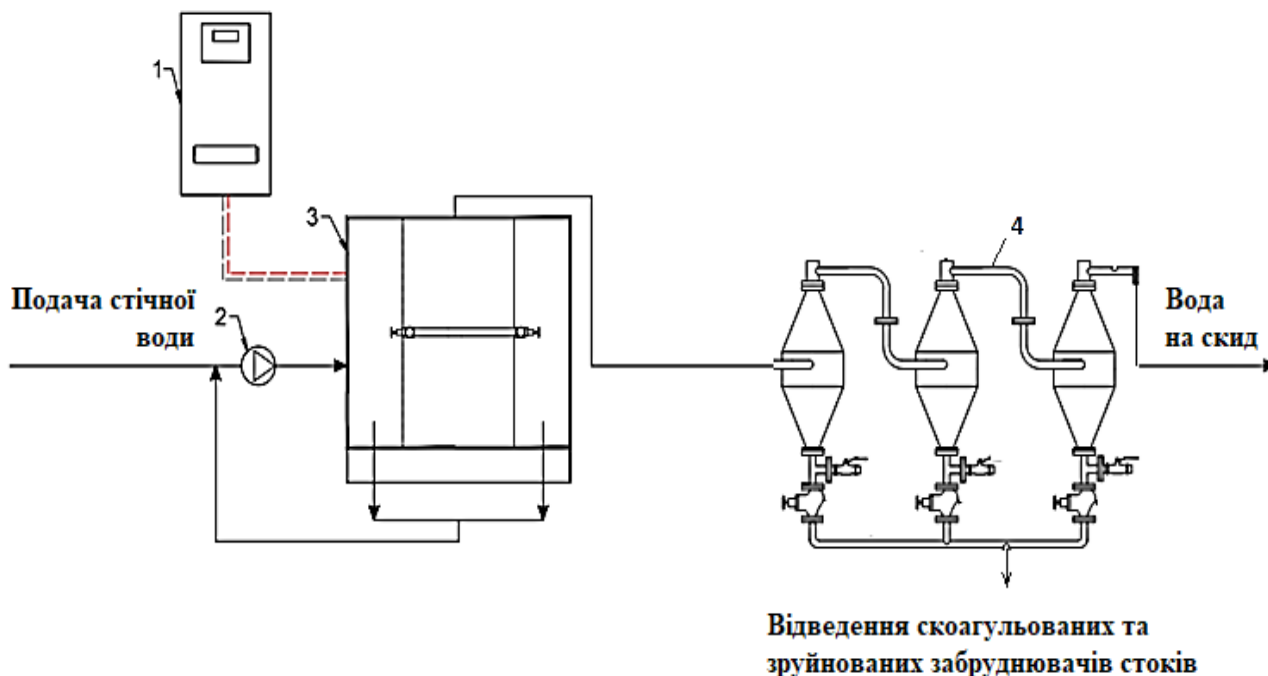 1
3
4
Подача стічної
води
2
Вода
на скид
Відведення скоагульованих та
зруйнованих забруднювачів стоків